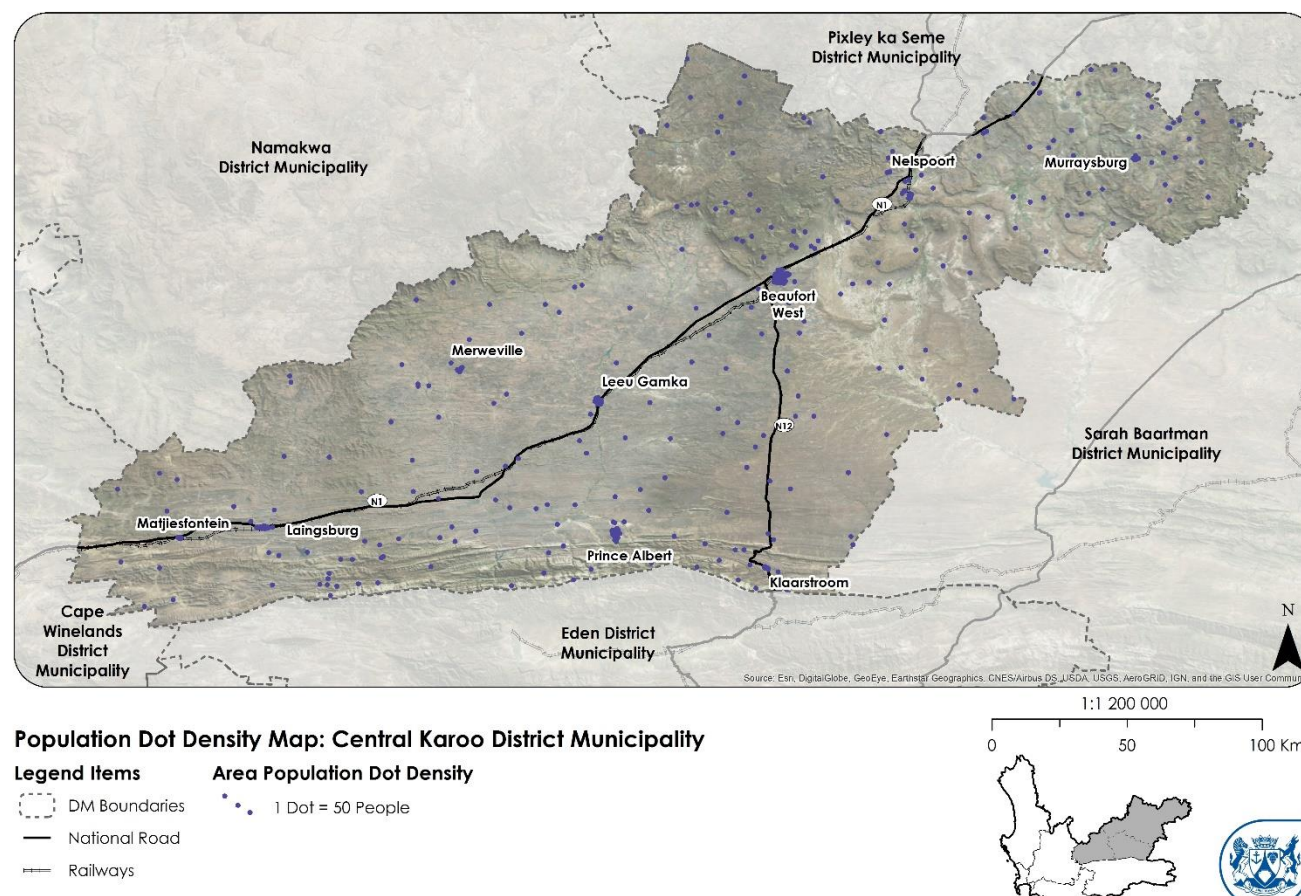 Pixley ka Seme
District Municipality
Namakwa
District Municipality
Nelspoort
Murraysburg
N1
Beaufort
West
Merweville
Leeu Gamka
N12
Sarah Baartman
District Municipality
N1
Matjiesfontein
Laingsburg
Prince Albert
Klaarstroom
Cape
Winelands
District
Municipality
Eden District
Municipality
N
Source: Esri, DigitalGlobe, GeoEye, Earthstar Geographics, CNES/Airbus DS, USDA, USGS, AeroGRID, IGN, and the GIS User Commun
1:1 200 000
0 50 100 Km
Population Dot Density Map: Central Karoo District Municipality
Legend Items
Area Population Dot Density
DM Boundaries
1 Dot = 50 People
National Road
Railways